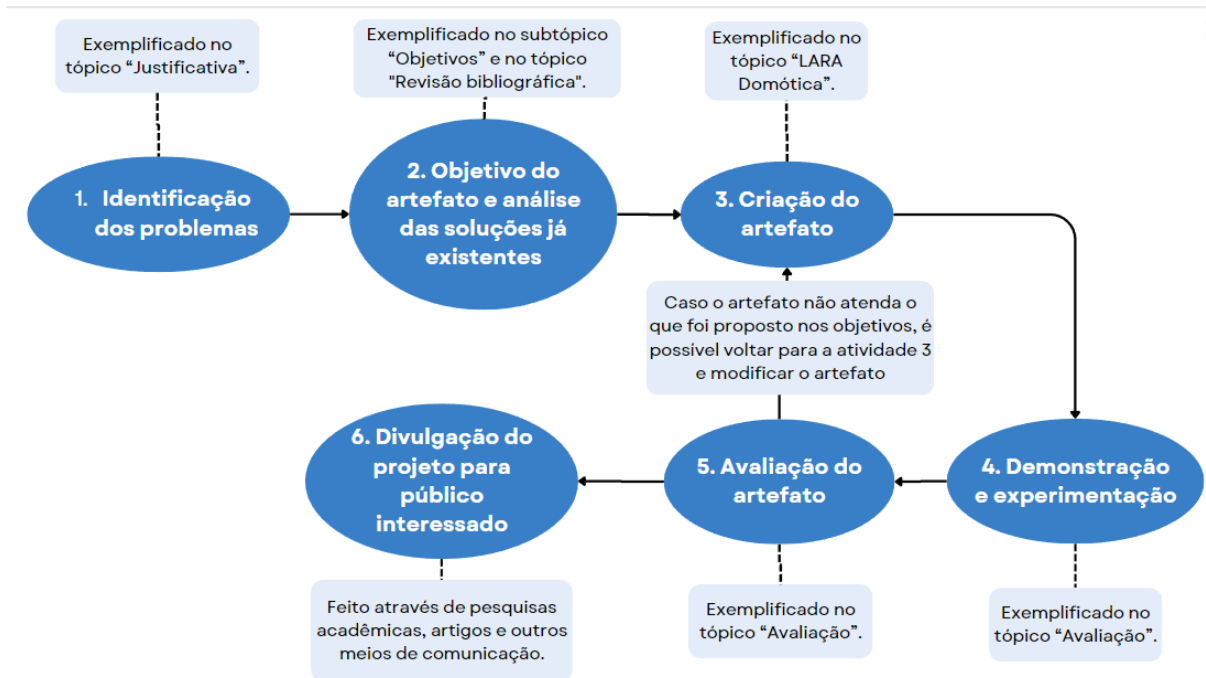 Exemplificado no
tópico “Justificativa”.
Exemplificado no subtópico
“Objetivos” e no tópico
"Revisão bibliográfica".
Exemplificado no
tópico “LARA
Domótica”.
1. Identificação
dos problemas
2. Objetivo do
artefato e análise
das soluções já
existentes
3. Criação do
artefato
Caso o artefato não atenda o
que foi proposto nos objetivos, é
possível voltar para a atividade 3
e modificar o artefato
6. Divulgação do
projeto para
público
interessado
5. Avaliação do
artefato
4. Demonstração
e experimentação
Feito através de pesquisas
acadêmicas, artigos e outros
meios de comunicação.
Exemplificado no
tópico “Avaliação”.
Exemplificado no
tópico “Avaliação”.